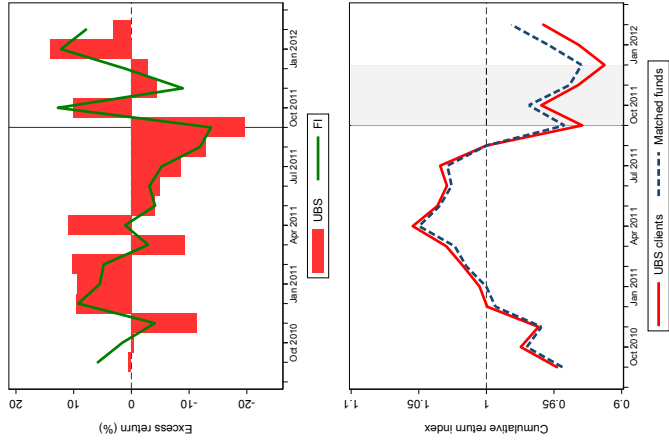 Excess return (%)
20
10
0
-10
-20
Oct 2010
Jan 2011
Apr 2011
Jul 2011
Oct 2011
Jan 2012
UBS
FI
Cumulative return index
1.1
1.05
1
0.95
0.9
Oct 2010
Jan 2011
Apr 2011
Jul 2011
Oct 2011
Jan 2012
UBS clients
Matched funds